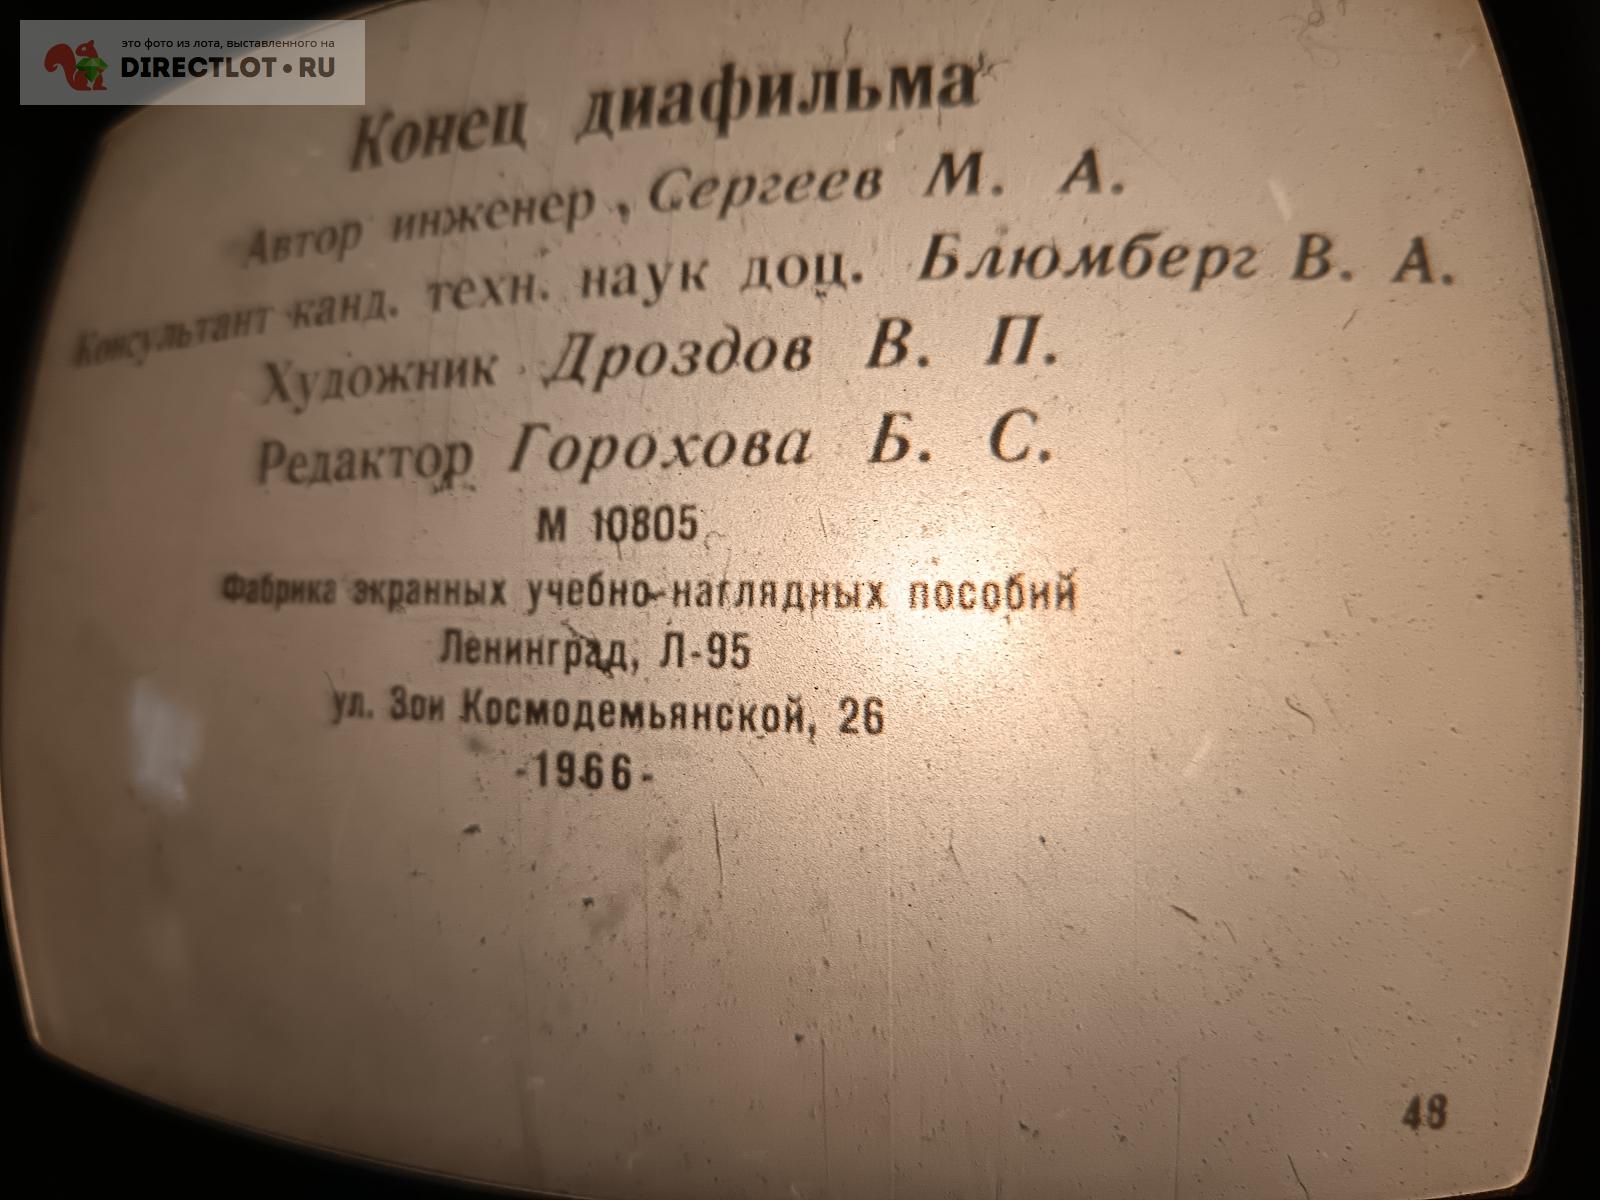 это фото из лота, выставленного на
DIRECTLOT•RU
Конец диафильма
Автор инженер, Сергеев М. А.
Консультант канд. техн. наук доц. Блюмберг В. А.
Художник Дроздов В. П.
Редактор Горохова Б. С.
М 10805
Фабрика экранных учебно-наглядных пособий
Ленинград, Л-95
ул. Зои Космодемьянской, 26
-1966-
48